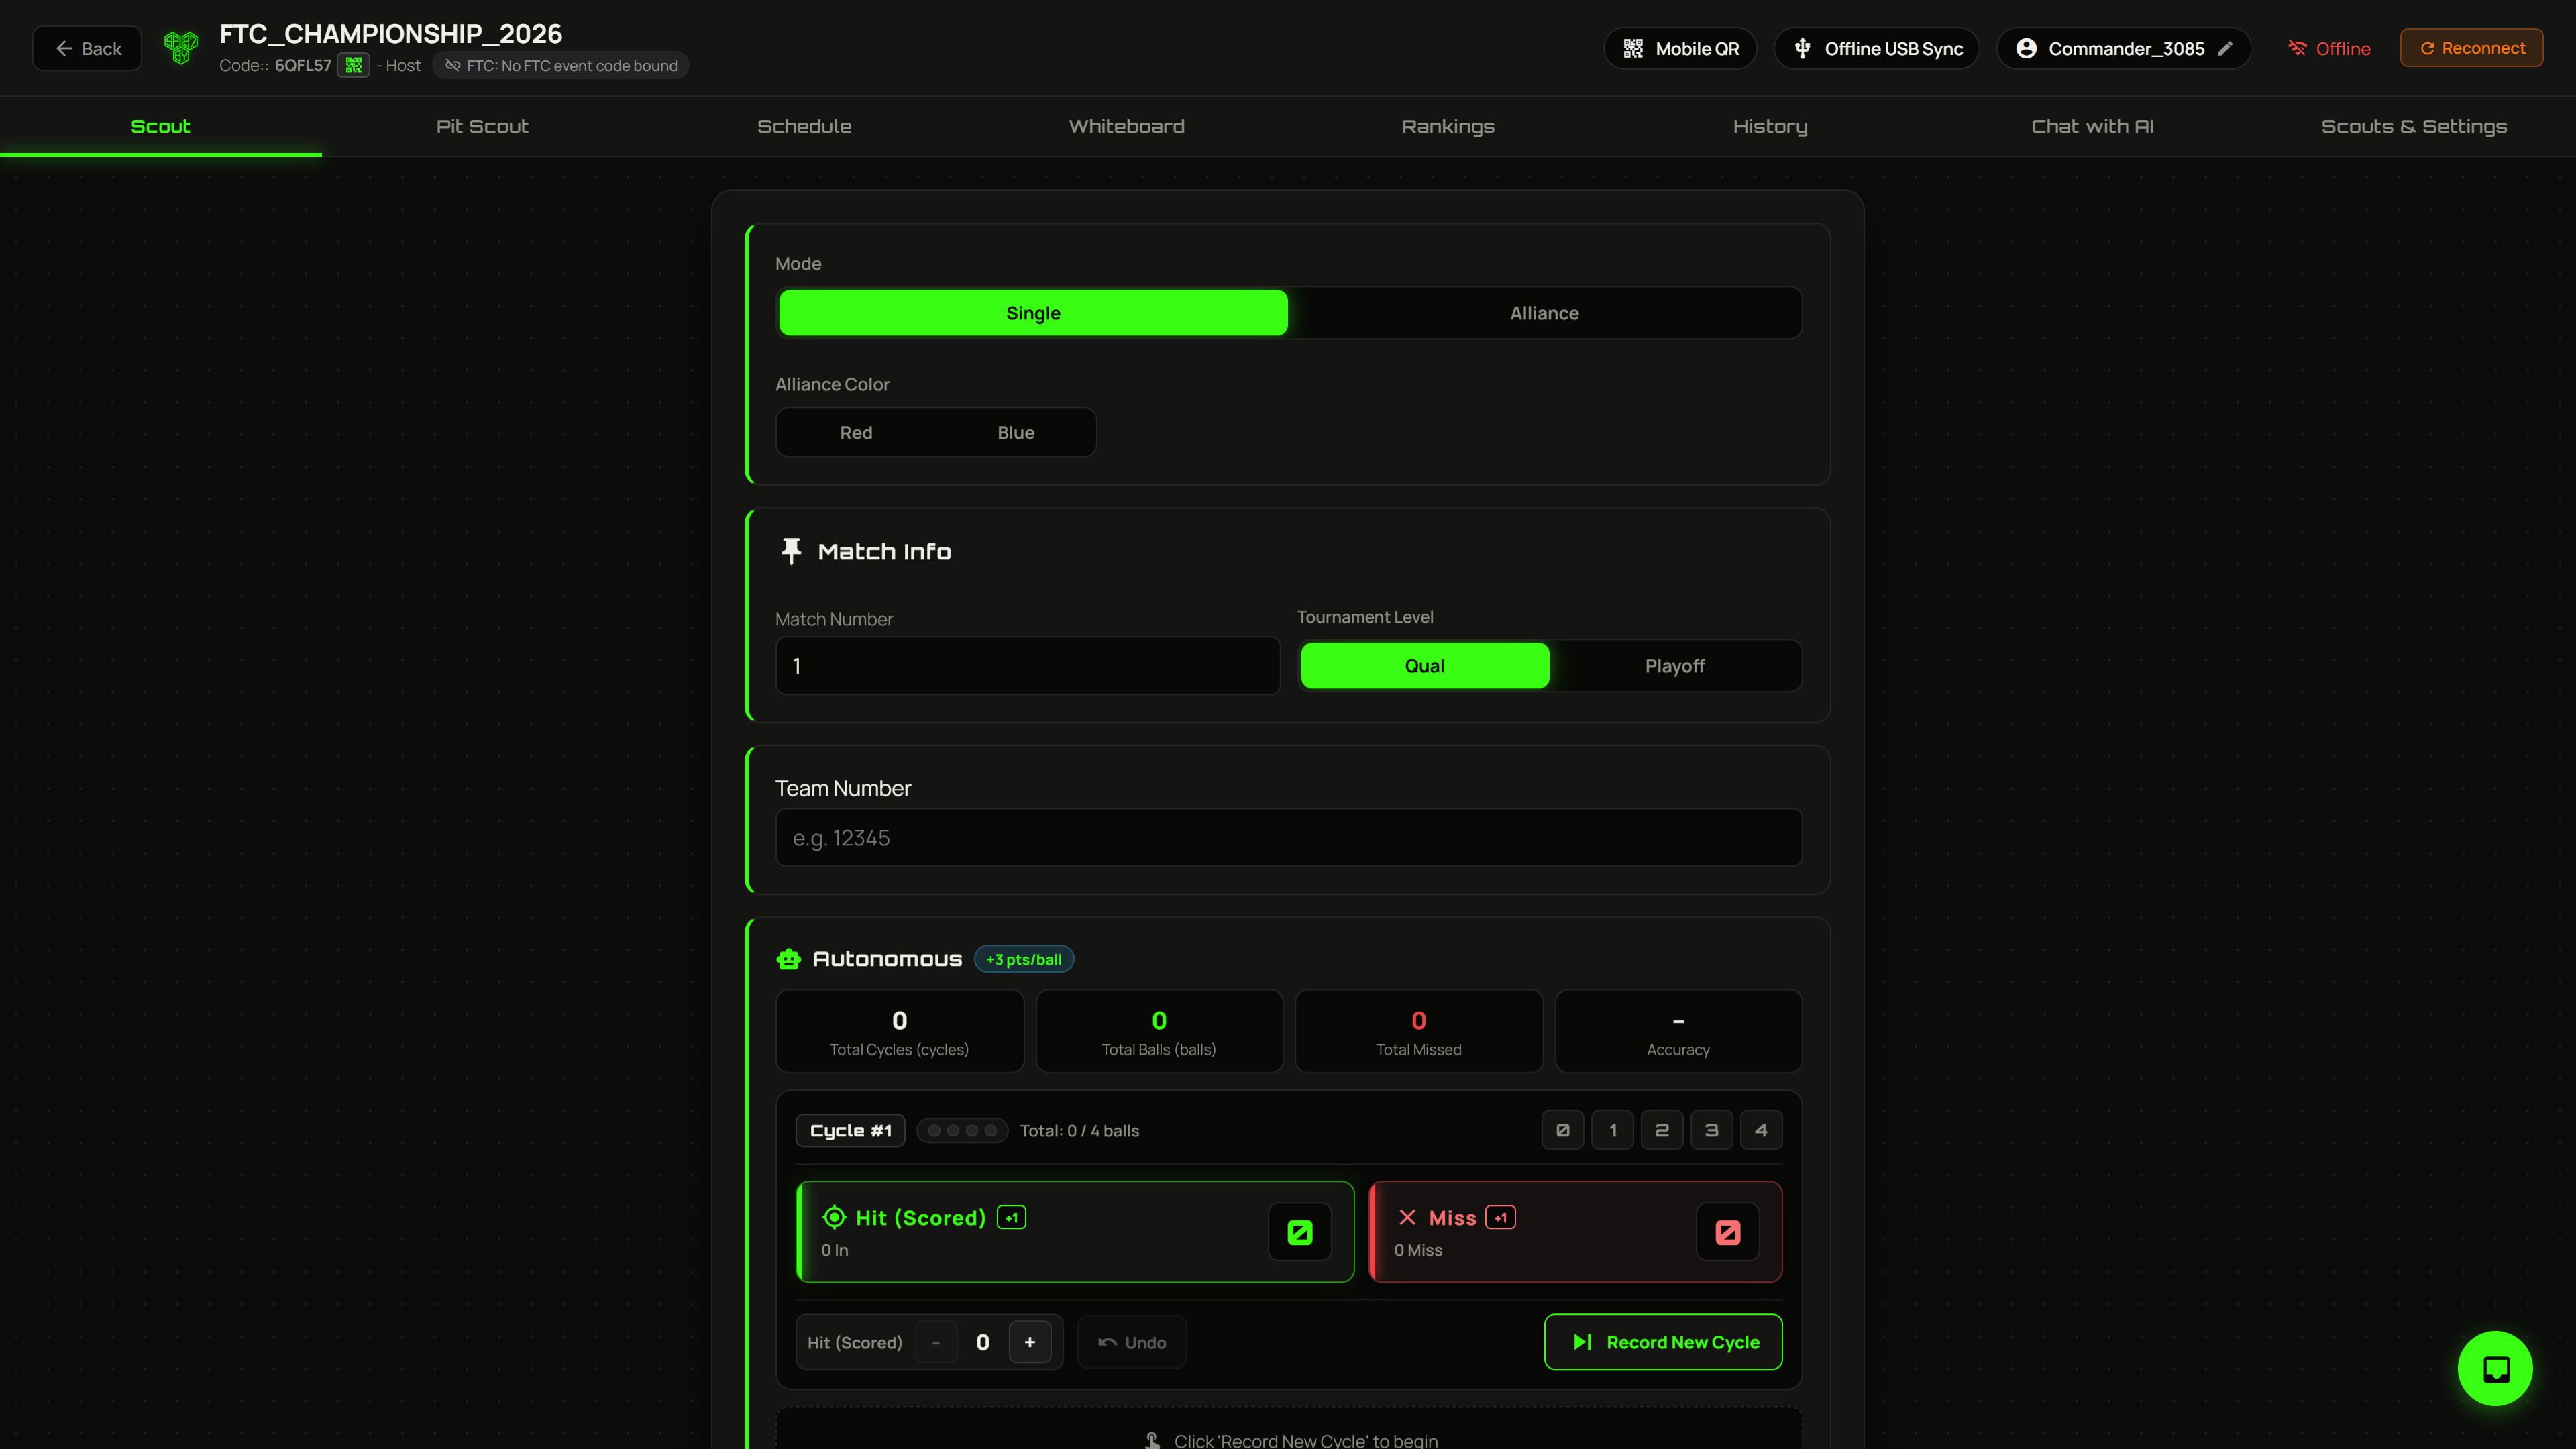 Back
FTC_CHAMPIONSHIP_2026
Code:: 6QFL57 - Host FTC: No FTC event code bound
Mobile QR
Offline USB Sync
Commander_3085
Offline
Reconnect
Scout Pit Scout Schedule Whiteboard Rankings History Chat with AI Scouts & Settings
Mode
Single Alliance
Alliance Color
Red Blue
Match Info
Match Number Tournament Level
1 Qual Playoff
Team Number
e.g. 12345
Autonomous +3 pts/ball
0 0 0 –
Total Cycles (cycles) Total Balls (balls) Total Missed Accuracy
Cycle #1 Total: 0 / 4 balls 0 1 2 3 4
Hit (Scored) +1 0 Miss +1 0
0 In 0 Miss
Hit (Scored) - 0 + Undo Record New Cycle
Click 'Record New Cycle' to begin